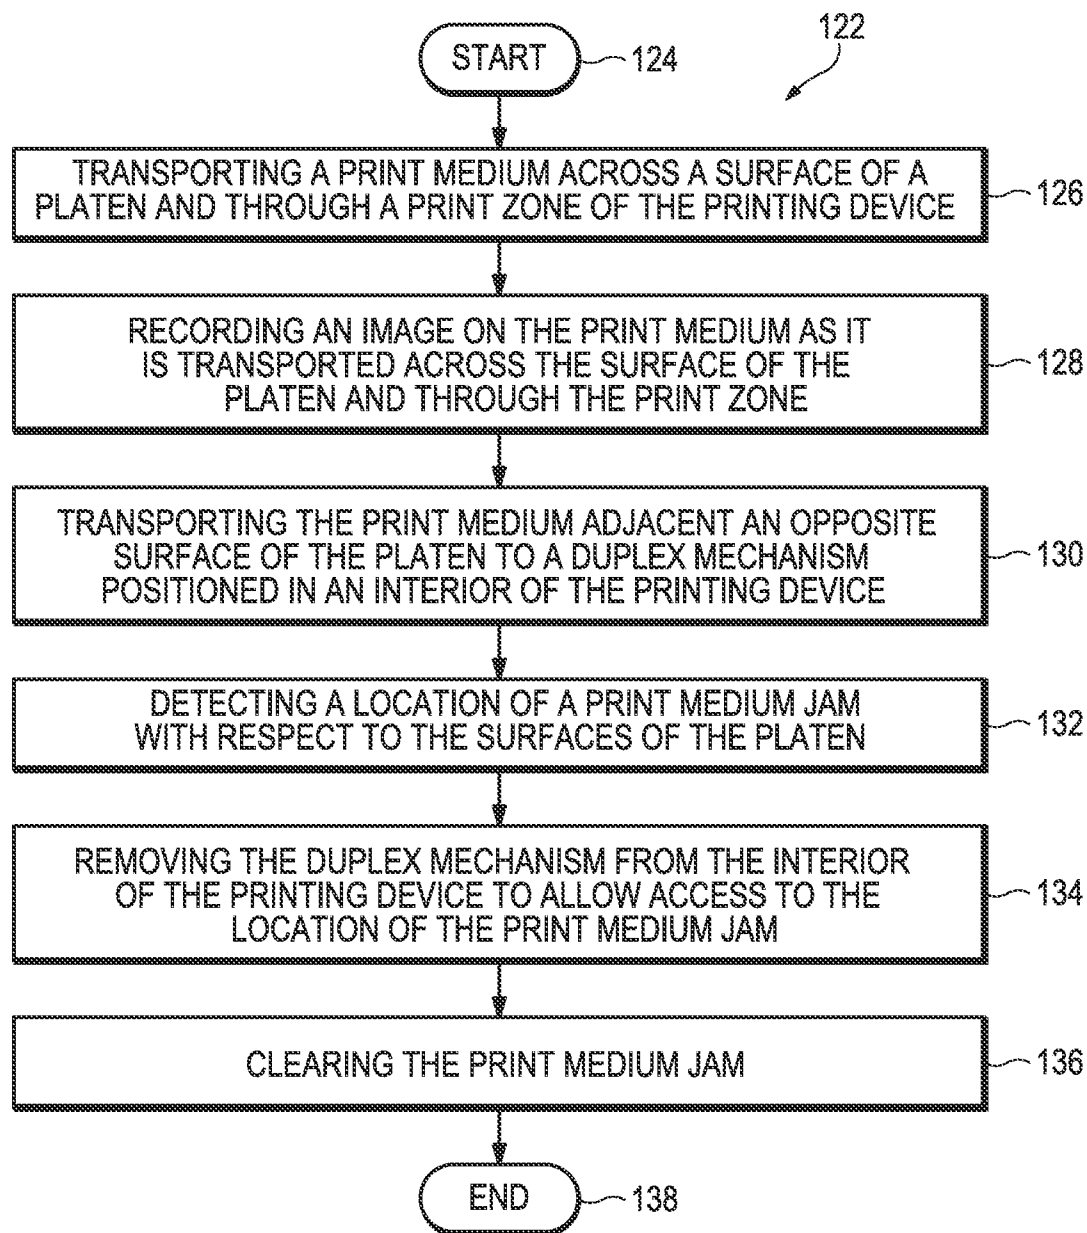 122
START
124
TRANSPORTING A PRINT MEDIUM ACROSS A SURFACE OF A
PLATEN AND THROUGH A PRINT ZONE OF THE PRINTING DEVICE
126
RECORDING AN IMAGE ON THE PRINT MEDIUM AS IT
IS TRANSPORTED ACROSS THE SURFACE OF THE
PLATEN AND THROUGH THE PRINT ZONE
128
TRANSPORTING THE PRINT MEDIUM ADJACENT AN OPPOSITE
SURFACE OF THE PLATEN TO A DUPLEX MECHANISM
POSITIONED IN AN INTERIOR OF THE PRINTING DEVICE
130
DETECTING A LOCATION OF A PRINT MEDIUM JAM
WITH RESPECT TO THE SURFACES OF THE PLATEN
132
REMOVING THE DUPLEX MECHANISM FROM THE INTERIOR
OF THE PRINTING DEVICE TO ALLOW ACCESS TO THE
LOCATION OF THE PRINT MEDIUM JAM
134
CLEARING THE PRINT MEDIUM JAM
136
END
138